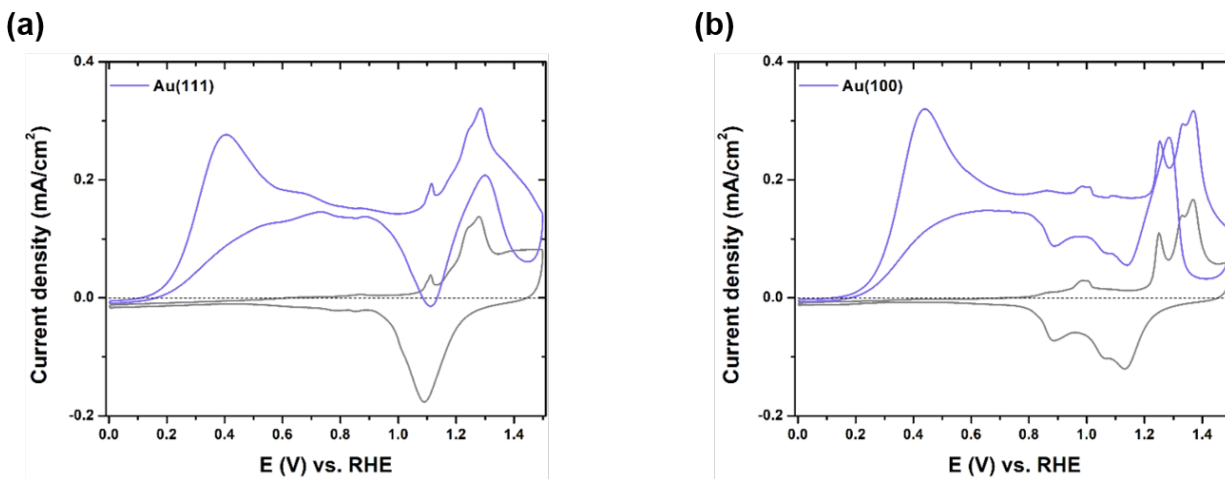 (a)
(b)
0.4
Au(111)
0.2
0.0
-0.2
Current density (mA/cm²)
0.0 0.2 0.4 0.6 0.8 1.0 1.2 1.4
E (V) vs. RHE
0.4
Au(100)
0.2
0.0
-0.2
Current density (mA/cm²)
0.0 0.2 0.4 0.6 0.8 1.0 1.2 1.4
E (V) vs. RHE